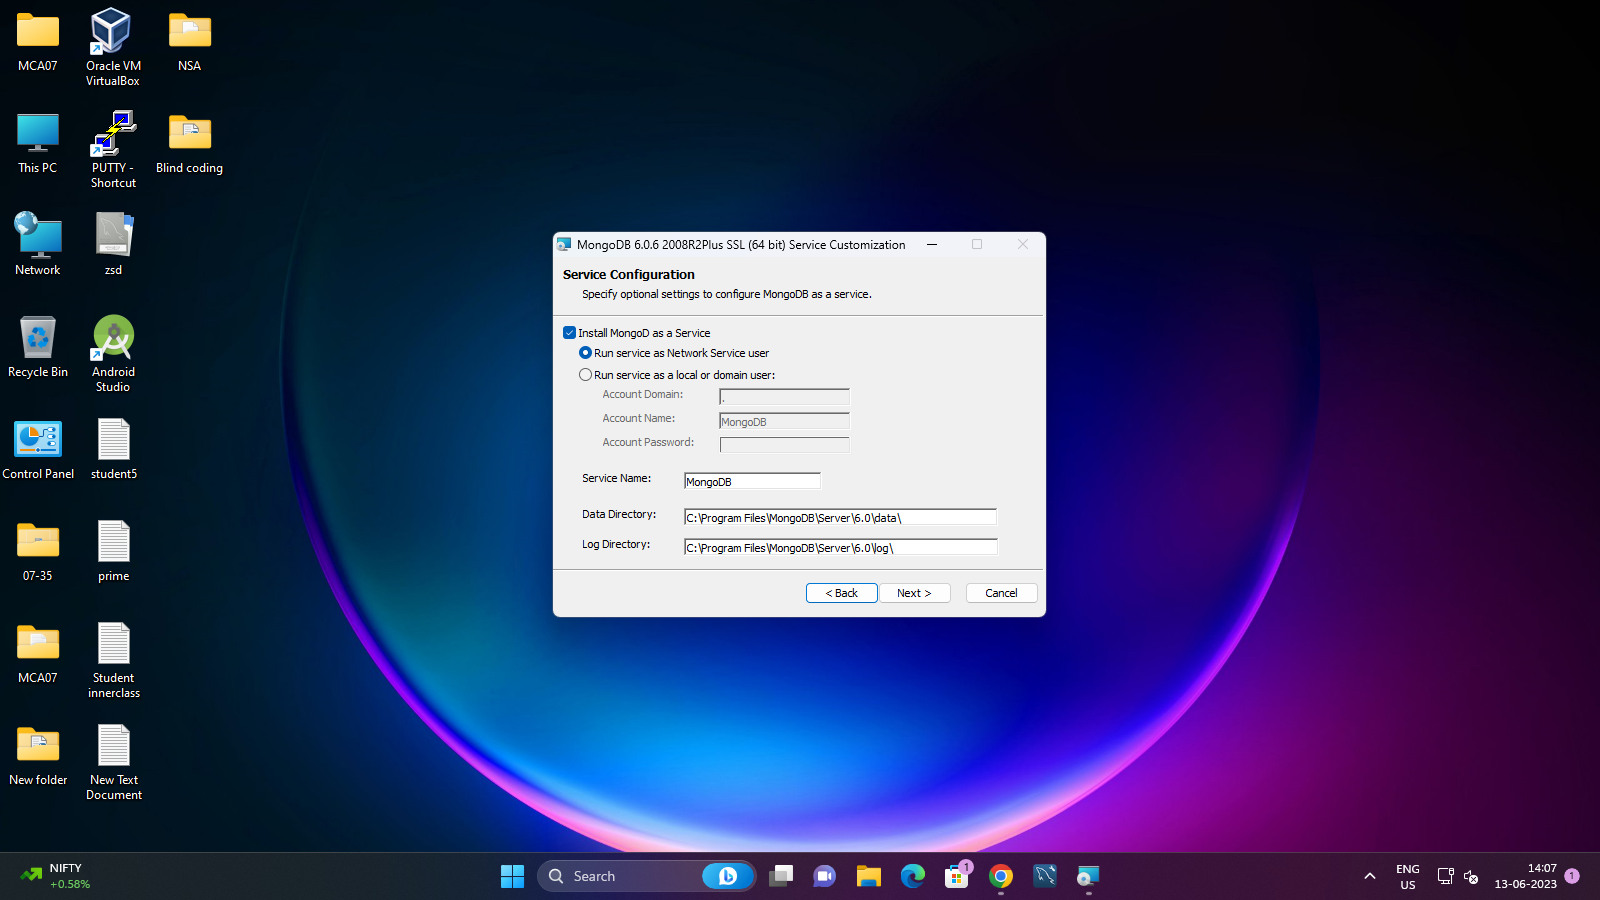 MCA07
Oracle VM
VirtualBox
NSA
This PC
PUTTY -
Shortcut
Blind coding
Network
zsd
Recycle Bin
Android
Studio
Control Panel
student5
07-35
prime
MCA07
Student
innerclass
New folder
New Text
Document
MongoDB 6.0.6 2008R2Plus SSL (64 bit) Service Customization
Service Configuration
Specify optional settings to configure MongoDB as a service.
Install MongoD as a Service
Run service as Network Service user
Run service as a local or domain user:
Account Domain:
.
Account Name:
MongoDB
Account Password:
Service Name:
MongoDB
Data Directory:
C:\Program Files\MongoDB\Server\6.0\data\
Log Directory:
C:\Program Files\MongoDB\Server\6.0\log\
< Back
Next >
Cancel
NIFTY
+0.58%
Search
1
ENG
US
14:07
13-06-2023
1